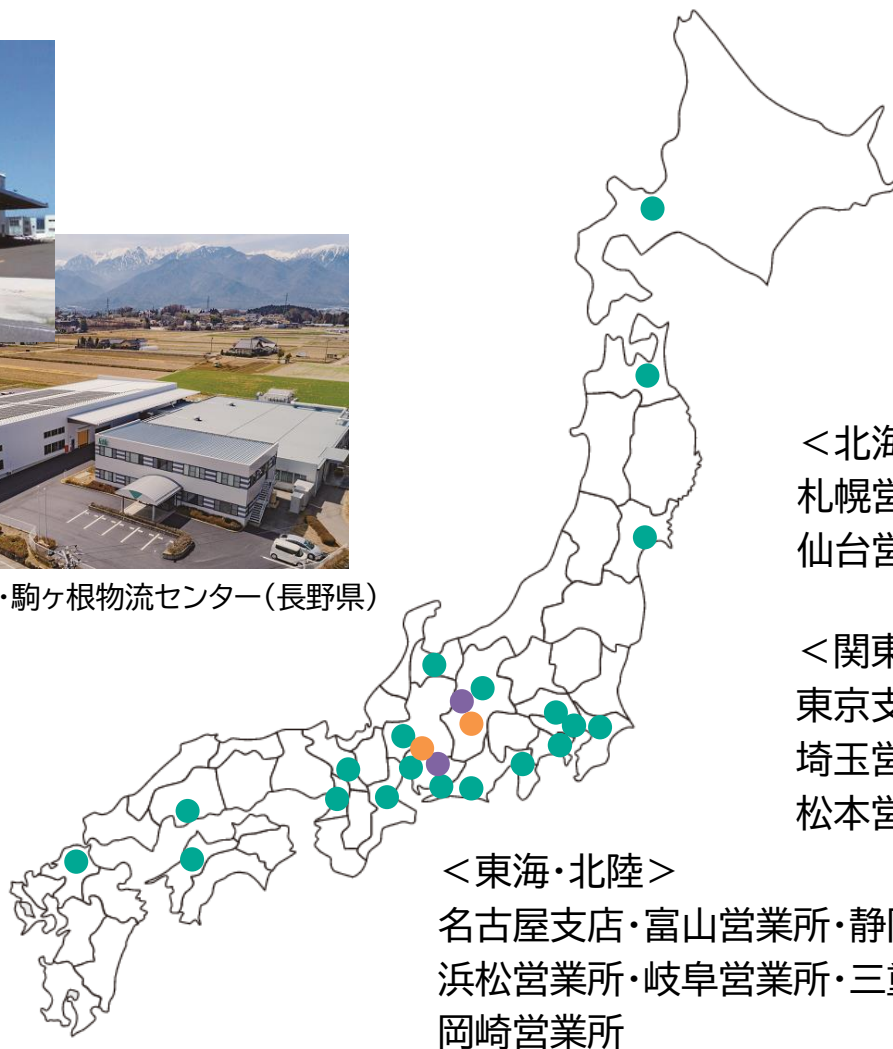 ・駒ヶ根物流センター(長野県)
<北海
札幌営
仙台営
<関東
東京支
埼玉営
松本営
<東海・北陸>
名古屋支店・富山営業所・静岡
浜松営業所・岐阜営業所・三重
岡崎営業所